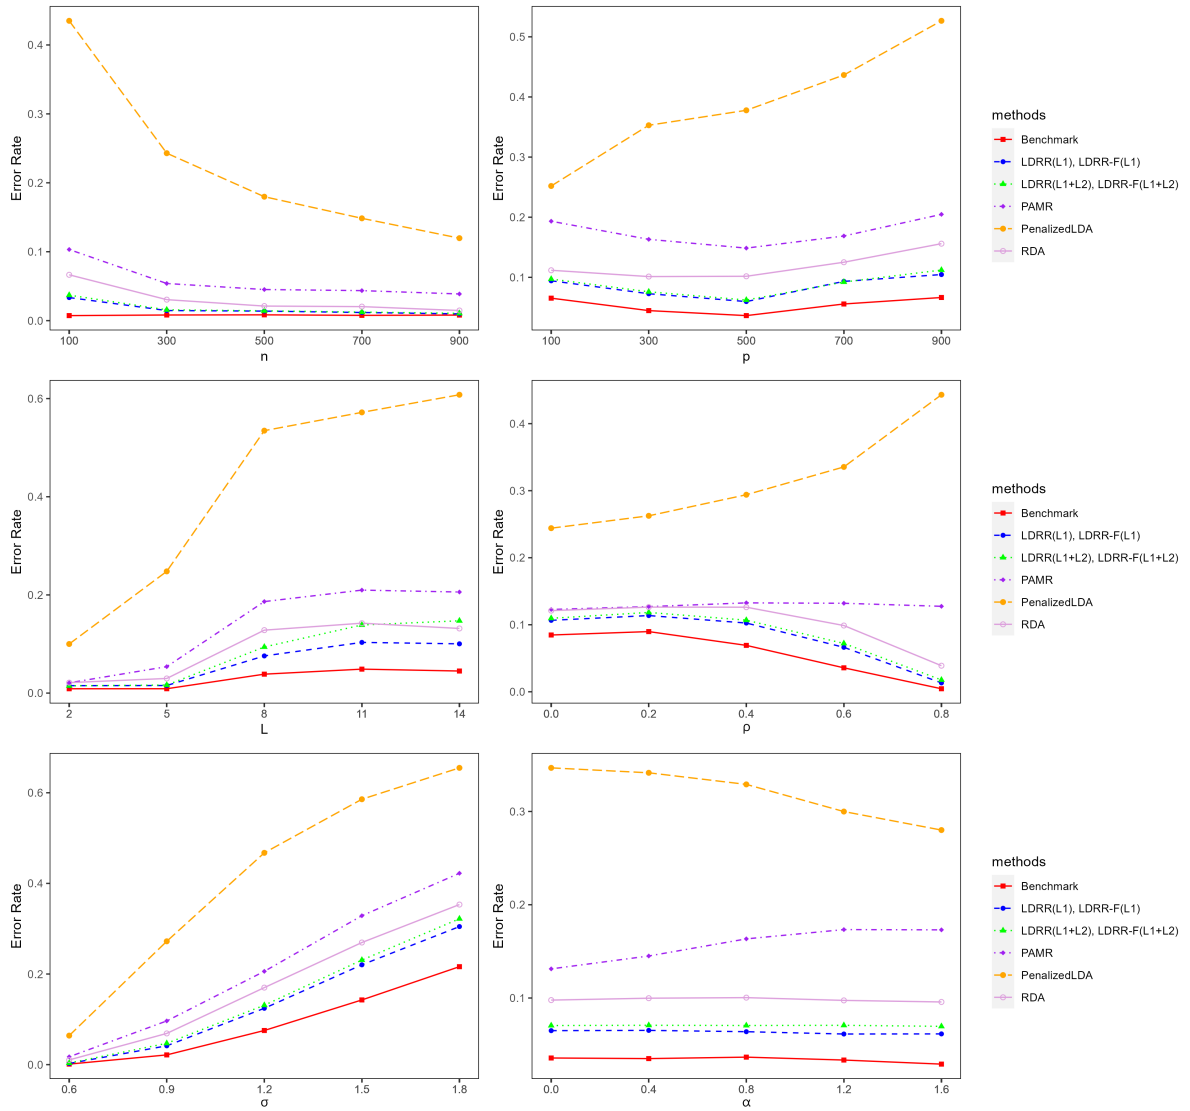 Error Rate
0.4
0.3
0.2
0.1
0.0
100 300 500 700 900
n
Error Rate
0.5
0.4
0.3
0.2
0.1
100 300 500 700 900
p
methods
Benchmark
LDRR(L1), LDRR-F(L1)
LDRR(L1+L2), LDRR-F(L1+L2)
PAMR
PenalizedLDA
RDA
Error Rate
0.6
0.4
0.2
0.0
2 5 8 11 14
L
Error Rate
0.4
0.3
0.2
0.1
0.0
0.0 0.2 0.4 0.6 0.8
ρ
methods
Benchmark
LDRR(L1), LDRR-F(L1)
LDRR(L1+L2), LDRR-F(L1+L2)
PAMR
PenalizedLDA
RDA
Error Rate
0.6
0.4
0.2
0.0
0.6 0.9 1.2 1.5 1.8
σ
Error Rate
0.3
0.2
0.1
0.0 0.4 0.8 1.2 1.6
α
methods
Benchmark
LDRR(L1), LDRR-F(L1)
LDRR(L1+L2), LDRR-F(L1+L2)
PAMR
PenalizedLDA
RDA